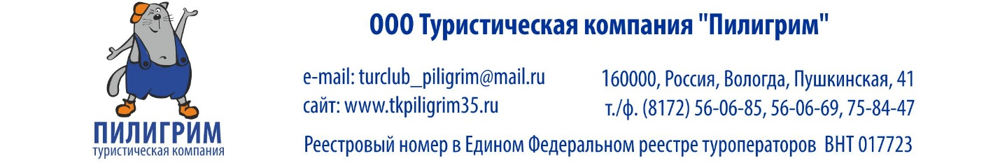 ООО Туристическая компания "Пилигрим"
e-mail: turclub_piligrim@mail.ru
160000, Россия, Вологда, Пушкинская, 41
сайт: www.tkpiligrim35.ru
т./ф. (8172) 56-06-85, 56-06-69, 75-84-47
ПИЛИГРИМ
туристическая компания
Реестровый номер в Едином Федеральном реестре туроператоров ВНТ 017723